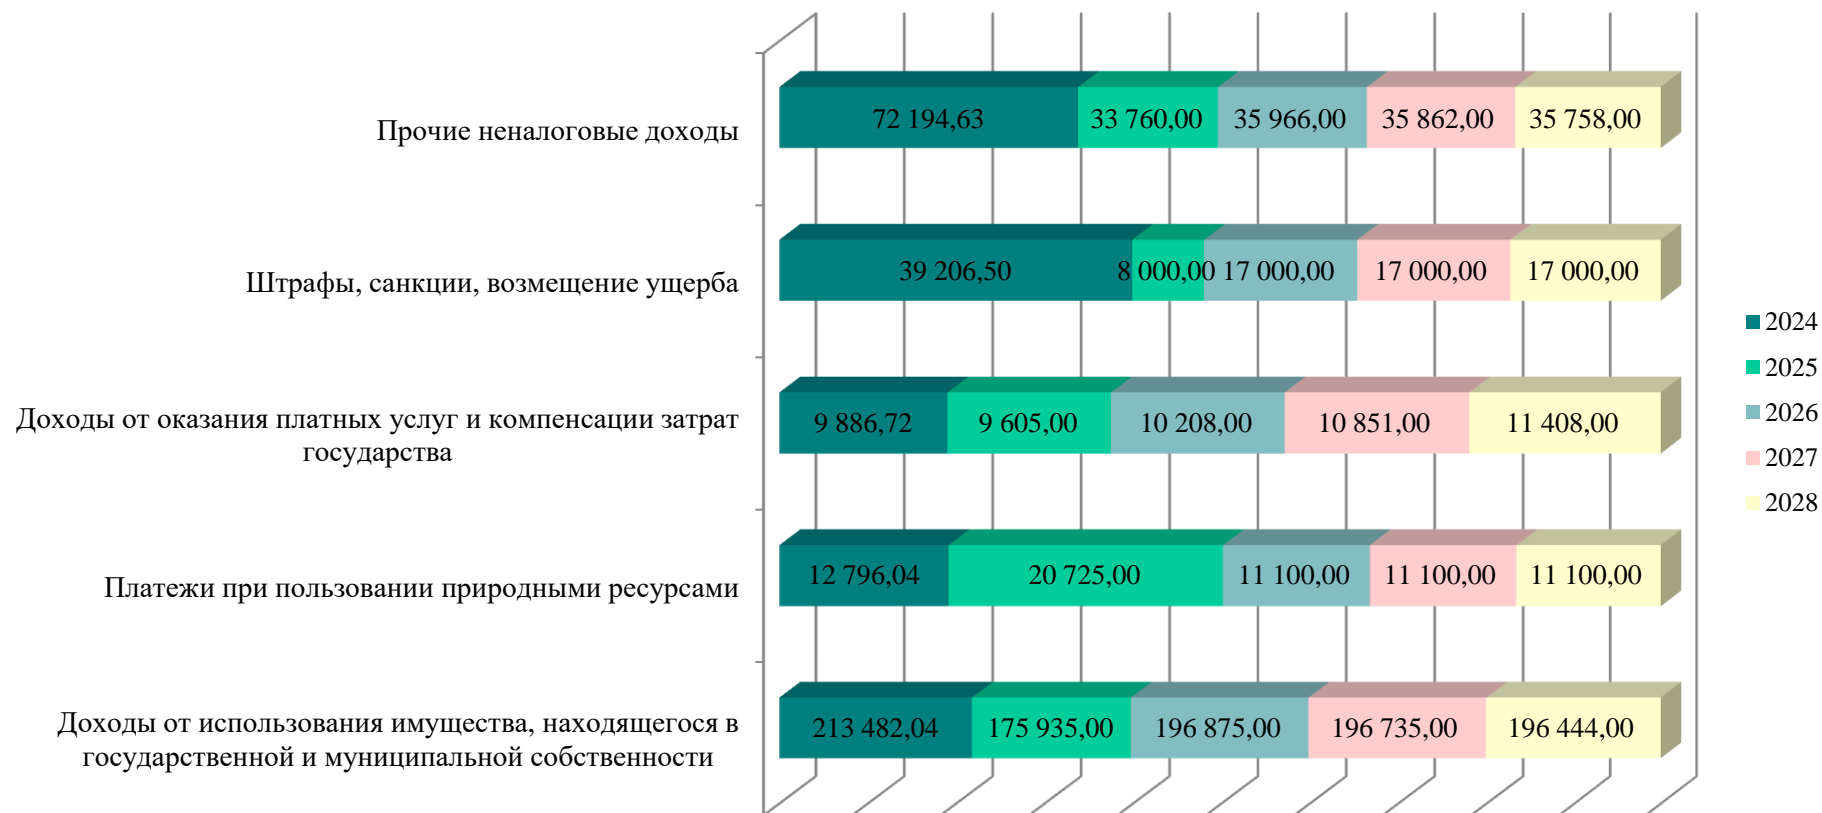 Прочие неналоговые доходы
72 194,63 33 760,00 35 966,00 35 862,00 35 758,00
Штрафы, санкции, возмещение ущерба
39 206,50 8 000,00 17 000,00 17 000,00 17 000,00
Доходы от оказания платных услуг и компенсации затрат
государства
9 886,72 9 605,00 10 208,00 10 851,00 11 408,00
Платежи при пользовании природными ресурсами
12 796,04 20 725,00 11 100,00 11 100,00 11 100,00
Доходы от использования имущества, находящегося в
государственной и муниципальной собственности
213 482,04 175 935,00 196 875,00 196 735,00 196 444,00
2024
2025
2026
2027
2028